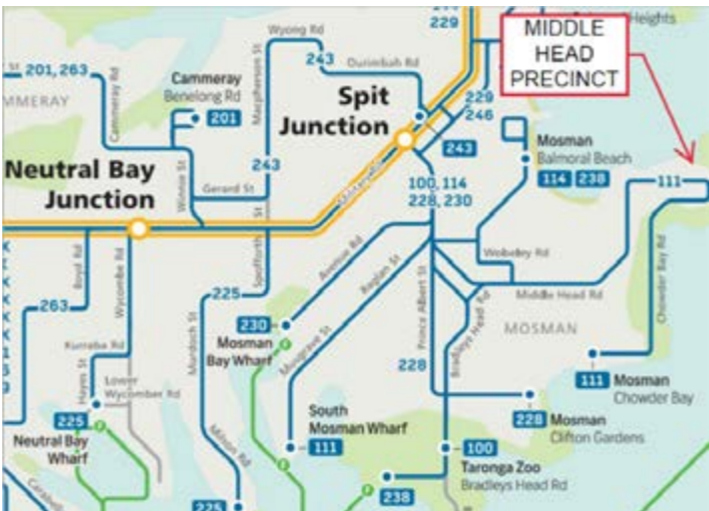 229
Heights
MIDDLE
HEAD
PRECINCT
Wyong Rd
243
Ourimbah Rd
201, 263
Cammeray Rd
Cammeray
Benelong Rd
201
MMERAY
Macpherson St
Spit
Junction
229
246
243
Mosman
Balmoral Beach
114 238
Neutral Bay
Junction
Winnie St
Gerard St
243
Military Rd
100, 114
228, 230
111
Spofforth St
Boyd Rd
Wycombe Rd
Avenue Rd
Raglan St
Prince Albert St
Middle Head Rd
Chowder Bay Rd
263
225
230
Mosman
Bay Wharf
Musgrave St
Murdoch St
Bradleys Head Rd
MOSMAN
Kurraba Rd
Hayes St
Lower
Wycombe Rd
228
111
Mosman
Chowder Bay
225
Neutral Bay
Wharf
South
Mosman Wharf
111
228
Mosman
Clifton Gardens
Milson Rd
100
Taronga Zoo
Bradleys Head Rd
238
225